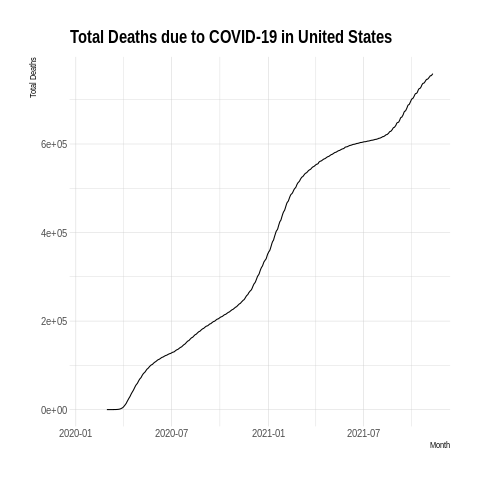 Total Deaths due to COVID-19 in United States
Total Deaths
6e+05
4e+05
2e+05
0e+00
2020-01 2020-07 2021-01 2021-07
Month